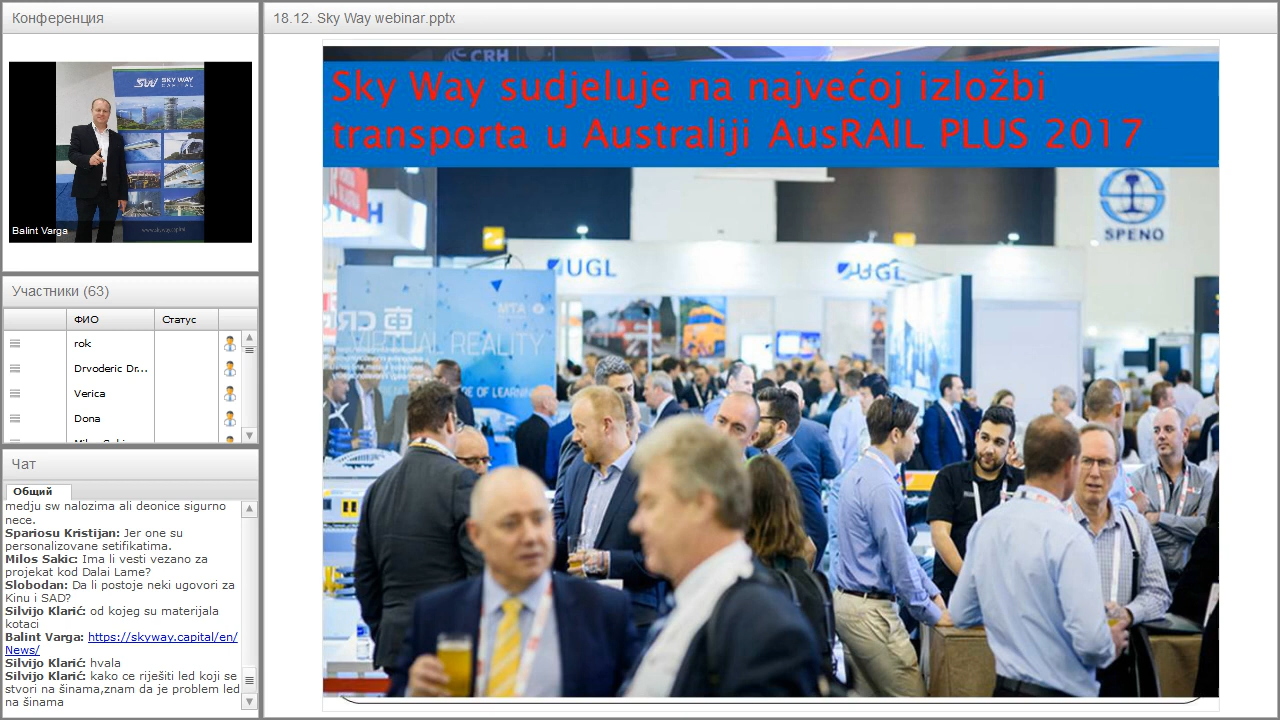 Конференция
SKY WAY
CAPITAL
Balint Varga
Участники (63)
ФИО
Статус
rok
Drvoderic Dr...
Verica
Dona
Чат
Общий
medju sw nalozima ali deonice sigurno
nece.
Spariosu Kristijan: Jer one su
personalizovane setifikatima.
Milos Sakic: Ima li vesti vezano za
projekat kod Dalai Lame?
Slobodan: Da li postoje neki ugovori za
Kinu i SAD?
Silvijo Klarić: od kojeg su materijala
kotaci
Balint Varga: https://skyway.capital/en/
News/
Silvijo Klarić: hvala
Silvijo Klarić: kako ce riješiti led koji se
stvori na šinama,znam da je problem led
na šinama
18.12. Sky Way webinar.pptx
CRH
Sky Way sudjeluje na najvećoj izložbi
transporta u Australiji AusRAIL PLUS 2017
SPENO
UGL
UGL
MTA
VIRTUAL REALITY
OF LEARNING